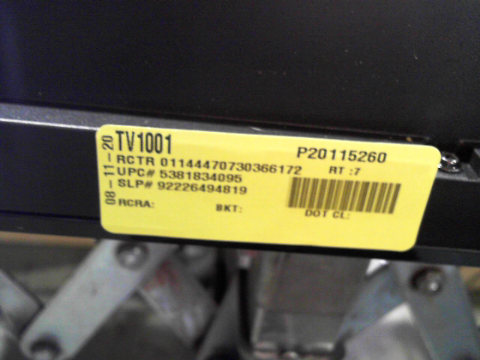 TV1001
P20115260
RCTR 01144470730366172 RT :7
UPC# 5381834095
SLP# 92226494819
RCRA: BKT: DOT CL:
08-11-20